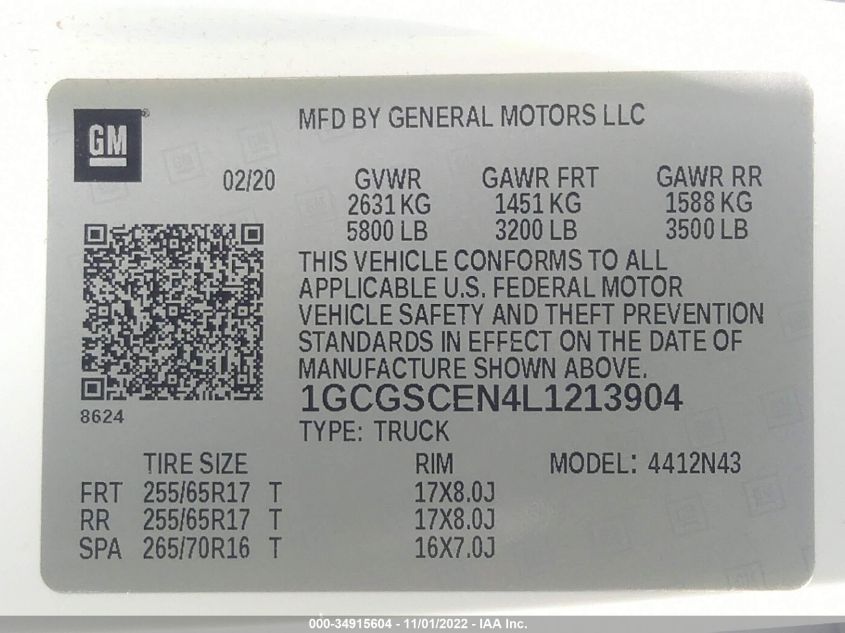 GM ®
MFD BY GENERAL MOTORS LLC
02/20
GVWR GAWR FRT GAWR RR
2631 KG 1451 KG 1588 KG
5800 LB 3200 LB 3500 LB
THIS VEHICLE CONFORMS TO ALL
APPLICABLE U.S. FEDERAL MOTOR
VEHICLE SAFETY AND THEFT PREVENTION
STANDARDS IN EFFECT ON THE DATE OF
MANUFACTURE SHOWN ABOVE.
8624
1GCGSCEN4L1213904
TYPE: TRUCK
TIRE SIZE RIM MODEL: 4412N43
FRT 255/65R17 T 17X8.0J
RR 255/65R17 T 17X8.0J
SPA 265/70R16 T 16X7.0J
000-34915604 - 11/01/2022 - IAA Inc.